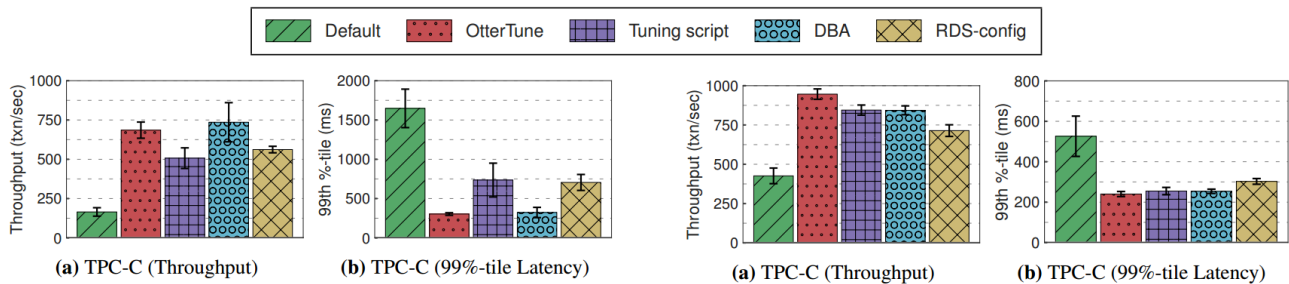 Default OtterTune Tuning script DBA RDS-config
Throughput (txn/sec)
1000
750
500
250
0
(a) TPC-C (Throughput)
99th %-tile (ms)
2000
1500
1000
500
0
(b) TPC-C (99%-tile Latency)
Throughput (txn/sec)
1000
750
500
250
0
(a) TPC-C (Throughput)
99th %-tile (ms)
800
600
400
200
0
(b) TPC-C (99%-tile Latency)